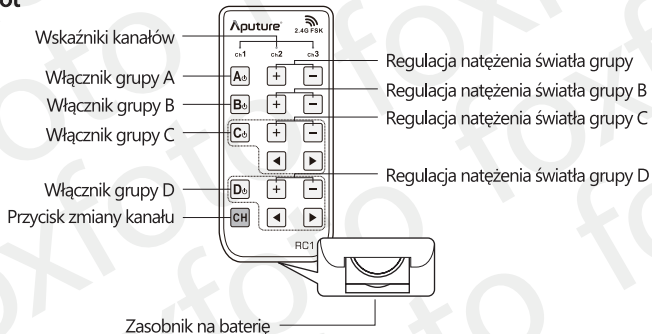 Aputure
2.4G FSK
Wskaźniki kanałów
Ch1 Ch2 Ch3
Regulacja natężenia światła grupy
Włącznik grupy A
A + −
Regulacja natężenia światła grupy B
Włącznik grupy B
B + −
Regulacja natężenia światła grupy C
Włącznik grupy C
C + −
Regulacja natężenia światła grupy D
Włącznik grupy D
D + −
Przycisk zmiany kanału
CH
RC1
Zasobnik na baterię